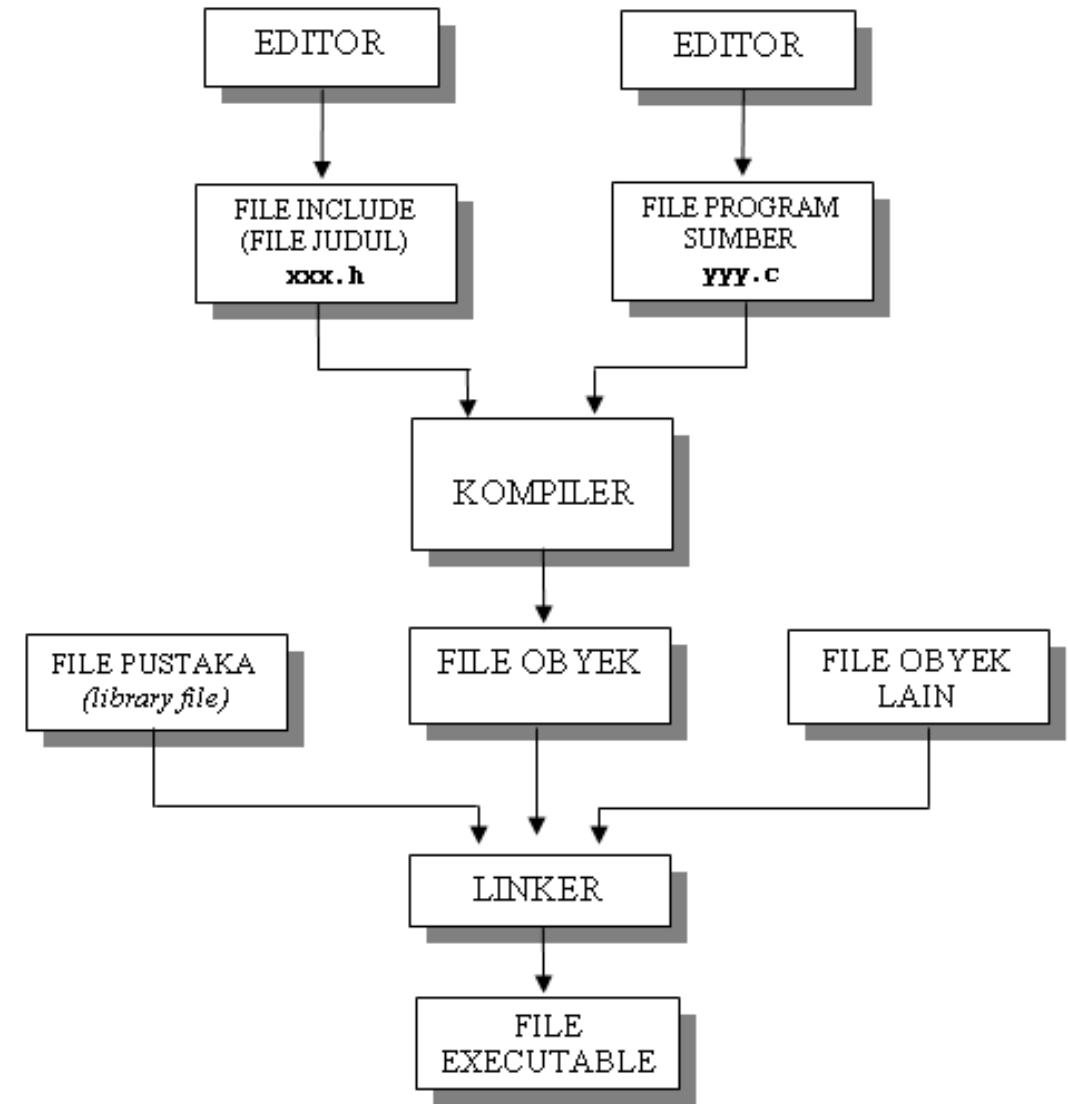 EDITOR
EDITOR
FILE INCLUDE
(FILE JUDUL)
xxx.h
FILE PROGRAM
SUMBER
yyy.c
KOMPILER
FILE PUSTAKA
(library file)
FILE OBYEK
FILE OBYEK
LAIN
LINKER
FILE
EXECUTABLE